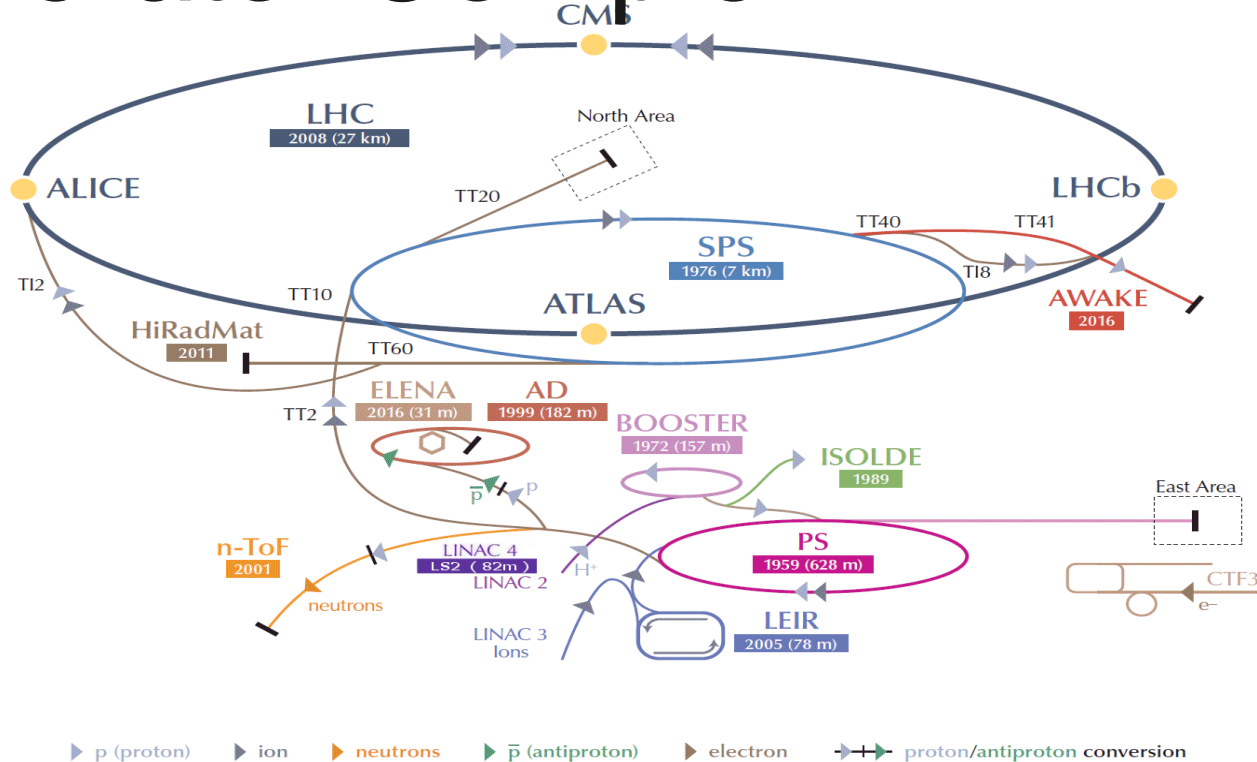 CMS
LHC
2008 (27 km)
North Area
ALICE
TT20
LHCb
TT40
TT41
SPS
1976 (7 km)
TI8
TI2
TT10
ATLAS
AWAKE
2016
HiRadMat
2011
TT60
ELENA
2016 (31 m)
AD
1999 (182 m)
TT2
BOOSTER
1972 (157 m)
ISOLDE
1989
p
p̅
East Area
n-ToF
2001
LINAC 4
LS2 ( 82m )
LINAC 2
H⁺
PS
1959 (628 m)
neutrons
CTF3
e–
LEIR
2005 (78 m)
LINAC 3
Ions
p (proton)
ion
neutrons
p̅ (antiproton)
electron
proton/antiproton conversion